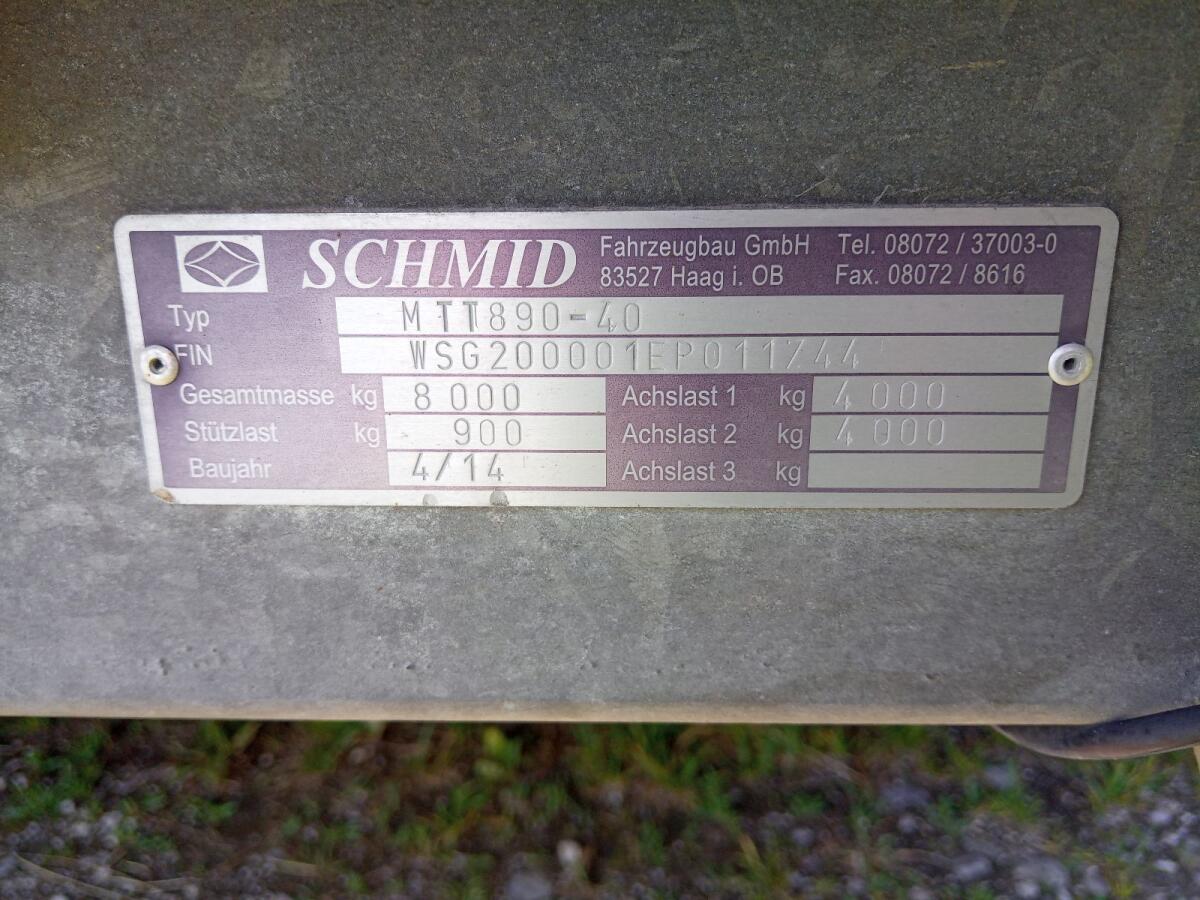 SCHMID Fahrzeugbau GmbH Tel. 08072 / 37003-0
83527 Haag i. OB Fax. 08072 / 8616
Typ MTT890-40
FIN WSG200001EP011744
Gesamtmasse kg 8 000 Achslast 1 kg 4 000
Stützlast kg 900 Achslast 2 kg 4 000
Baujahr 4/14 Achslast 3 kg